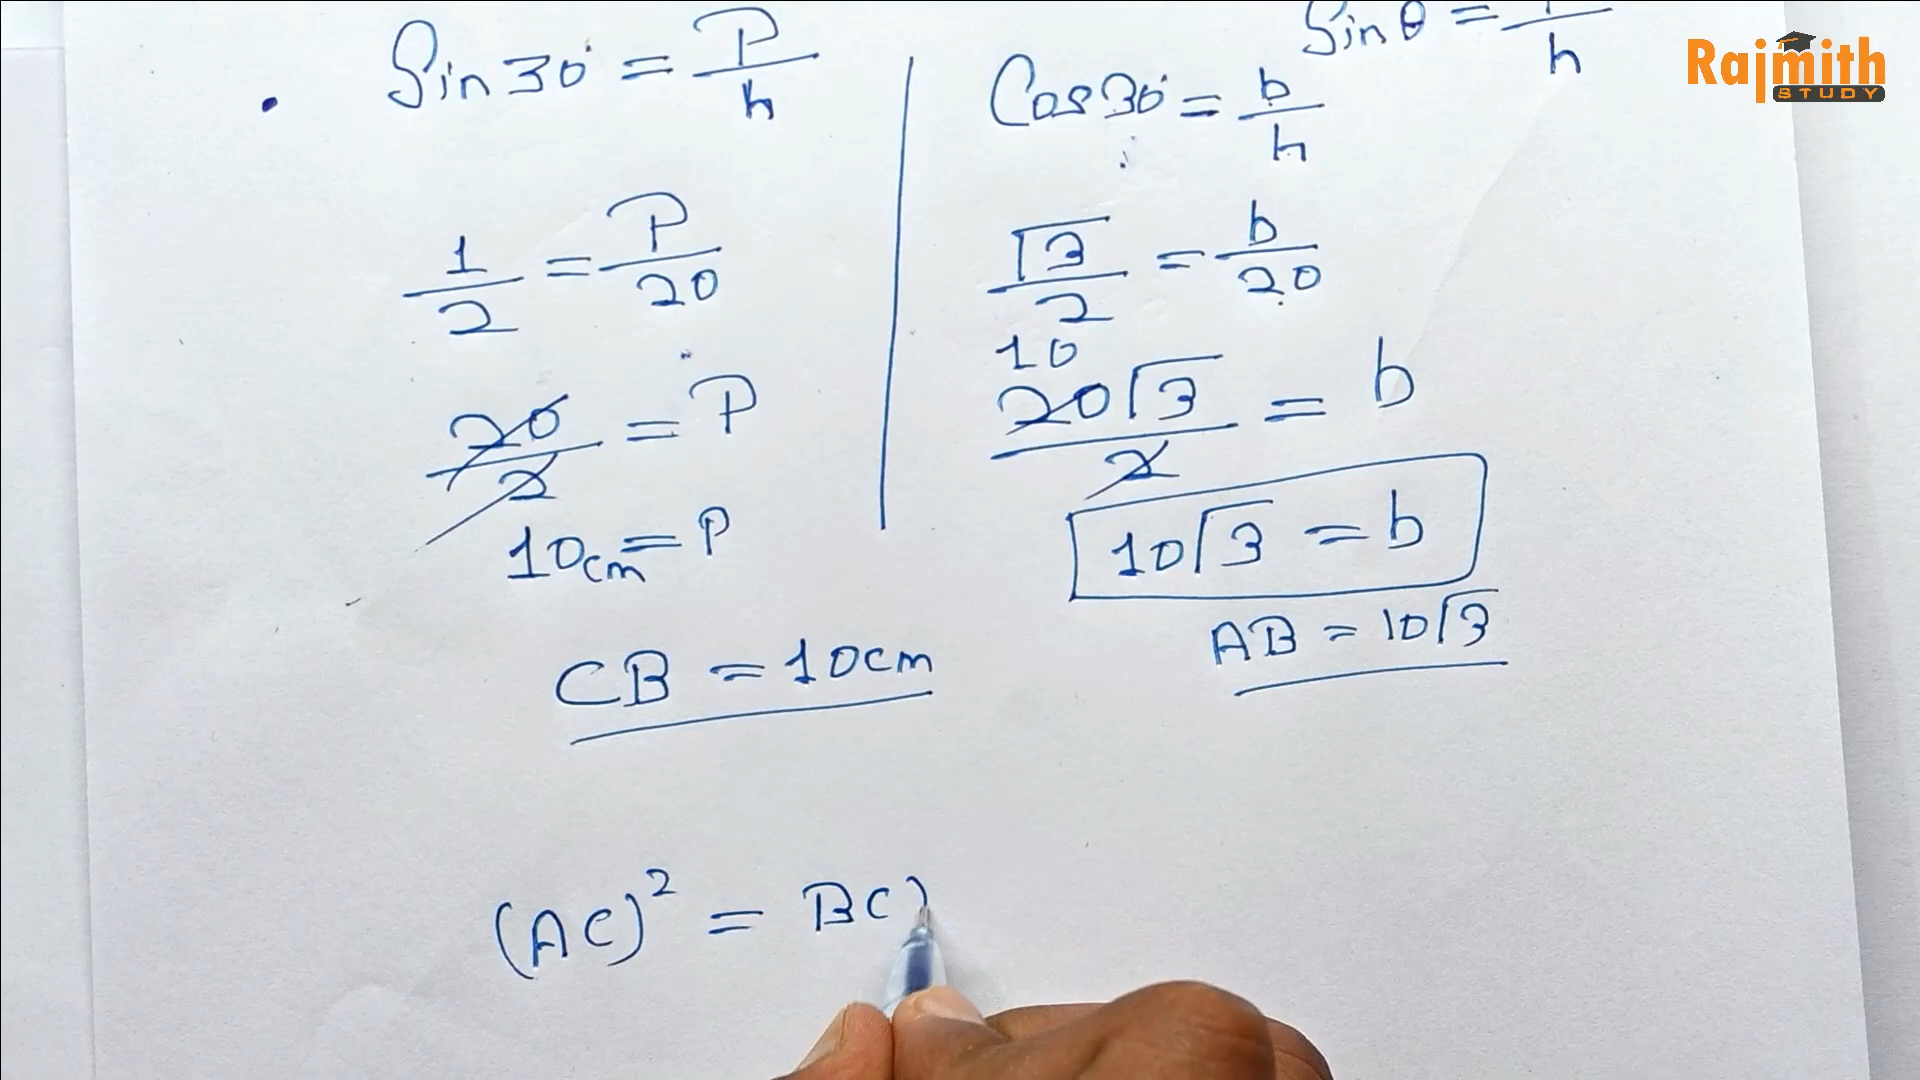 Sin 30° = P/h
1/2 = P/20
20/2 = P
10cm = P
CB = 10cm
Sin θ = /h
Cos 30° = b/h
√3/2 = b/20
10
20√3/2 = b
10√3 = b
AB = 10√3
(AC)² = BC)
Rajmith
STUDY